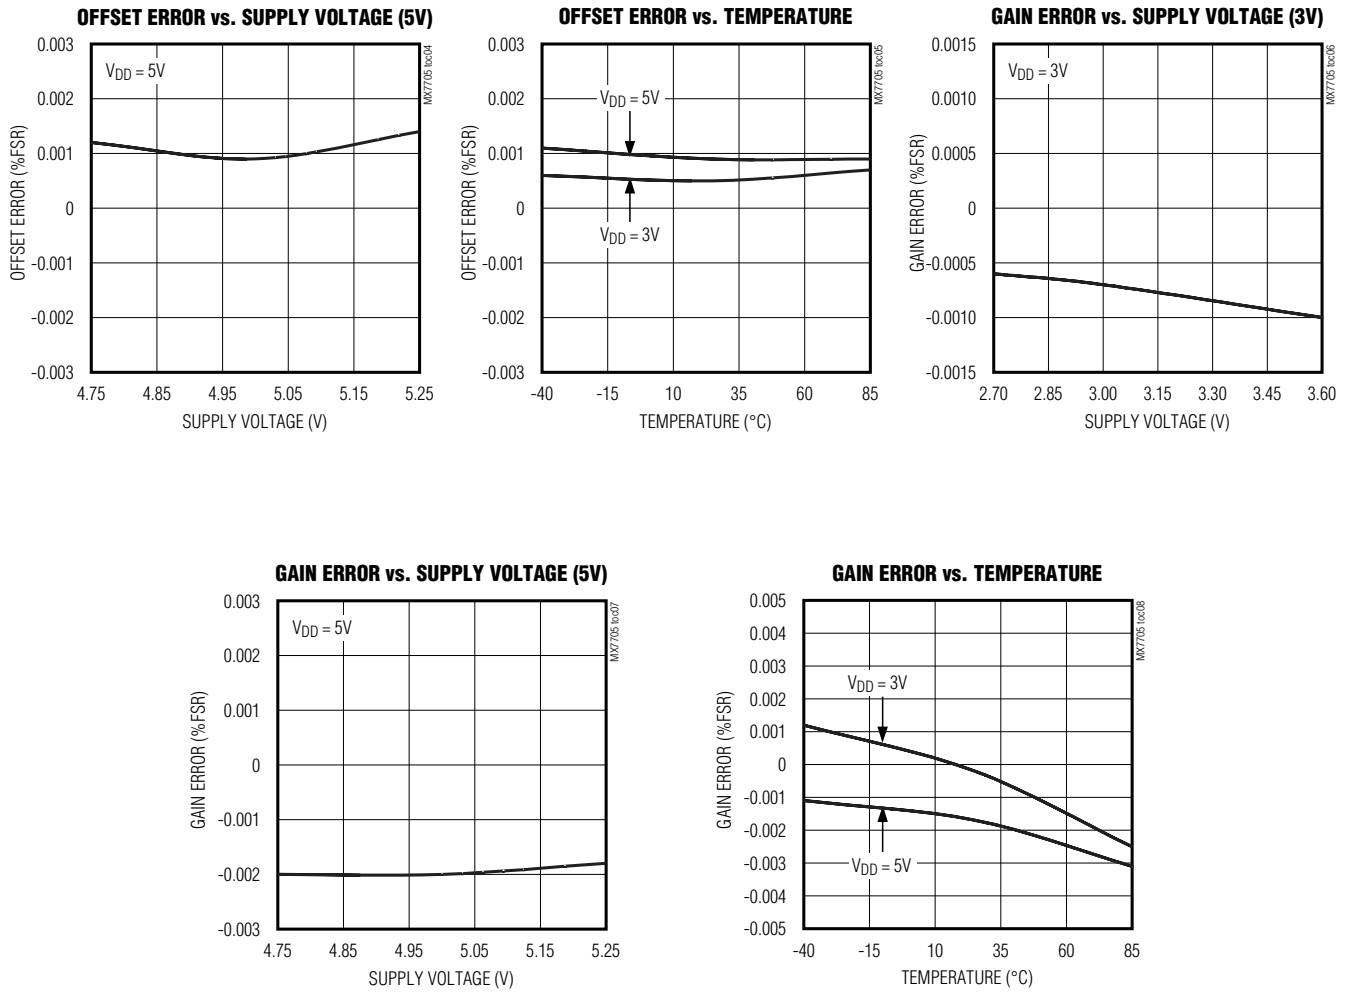 OFFSET ERROR vs. SUPPLY VOLTAGE (5V)
0.003
0.002
0.001
0
-0.001
-0.002
-0.003
OFFSET ERROR (%FSR)
VDD = 5V
MX7705 toc04
4.75 4.85 4.95 5.05 5.15 5.25
SUPPLY VOLTAGE (V)
OFFSET ERROR vs. TEMPERATURE
0.003
0.002
0.001
0
-0.001
-0.002
-0.003
OFFSET ERROR (%FSR)
VDD = 5V
VDD = 3V
MX7705 toc05
-40 -15 10 35 60 85
TEMPERATURE (°C)
GAIN ERROR vs. SUPPLY VOLTAGE (3V)
0.0015
0.0010
0.0005
0
-0.0005
-0.0010
-0.0015
GAIN ERROR (%FSR)
VDD = 3V
MX7705 toc06
2.70 2.85 3.00 3.15 3.30 3.45 3.60
SUPPLY VOLTAGE (V)
GAIN ERROR vs. SUPPLY VOLTAGE (5V)
0.003
0.002
0.001
0
-0.001
-0.002
-0.003
GAIN ERROR (%FSR)
VDD = 5V
MX7705 toc07
4.75 4.85 4.95 5.05 5.15 5.25
SUPPLY VOLTAGE (V)
GAIN ERROR vs. TEMPERATURE
0.005
0.004
0.003
0.002
0.001
0
-0.001
-0.002
-0.003
-0.004
-0.005
GAIN ERROR (%FSR)
VDD = 3V
VDD = 5V
MX7705 toc08
-40 -15 10 35 60 85
TEMPERATURE (°C)